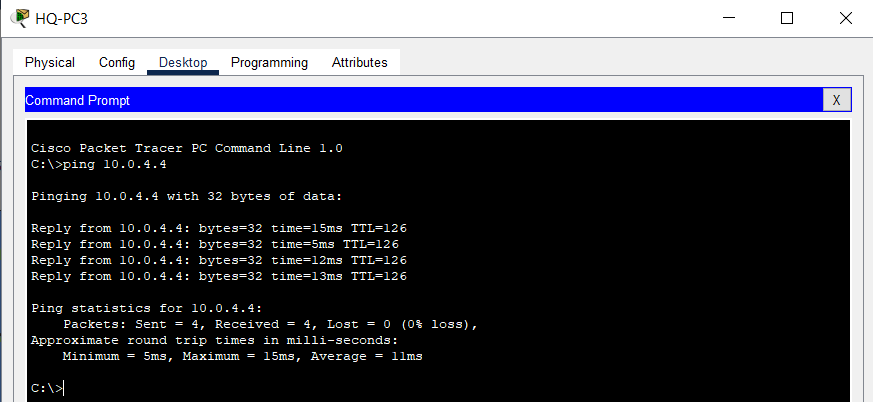 HQ-PC3
Physical Config Desktop Programming Attributes
Command Prompt X
Cisco Packet Tracer PC Command Line 1.0
C:\>ping 10.0.4.4
Pinging 10.0.4.4 with 32 bytes of data:
Reply from 10.0.4.4: bytes=32 time=15ms TTL=126
Reply from 10.0.4.4: bytes=32 time=5ms TTL=126
Reply from 10.0.4.4: bytes=32 time=12ms TTL=126
Reply from 10.0.4.4: bytes=32 time=13ms TTL=126
Ping statistics for 10.0.4.4:
Packets: Sent = 4, Received = 4, Lost = 0 (0% loss),
Approximate round trip times in milli-seconds:
Minimum = 5ms, Maximum = 15ms, Average = 11ms
C:\>